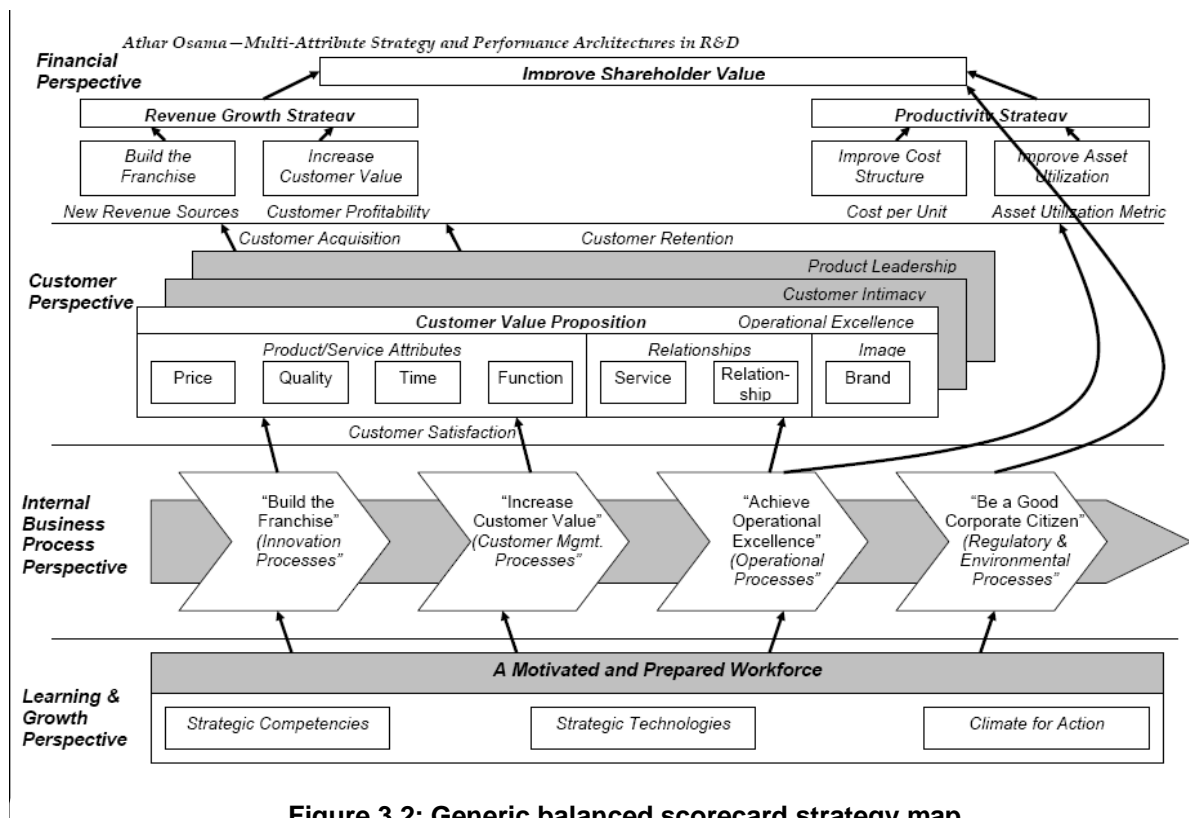 Athar Osama—Multi-Attribute Strategy and Performance Architectures in R&D
Financial
Perspective
Improve Shareholder Value
Revenue Growth Strategy
Productivity Strategy
Build the
Franchise
Increase
Customer Value
Improve Cost
Structure
Improve Asset
Utilization
New Revenue Sources
Customer Profitability
Cost per Unit
Asset Utilization Metric
Customer Acquisition
Customer Retention
Customer
Perspective
Product Leadership
Customer Intimacy
Customer Value Proposition
Operational Excellence
Product/Service Attributes
Relationships
Image
Price
Quality
Time
Function
Service
Relation-
ship
Brand
Customer Satisfaction
Internal
Business
Process
Perspective
“Build the
Franchise”
(Innovation
Processes”
“Increase
Customer Value”
(Customer Mgmt.
Processes”
“Achieve
Operational
Excellence”
(Operational
Processes”
“Be a Good
Corporate Citizen”
(Regulatory &
Environmental
Processes”
Learning &
Growth
Perspective
A Motivated and Prepared Workforce
Strategic Competencies
Strategic Technologies
Climate for Action
Figure 3.2: Generic balanced scorecard strategy map